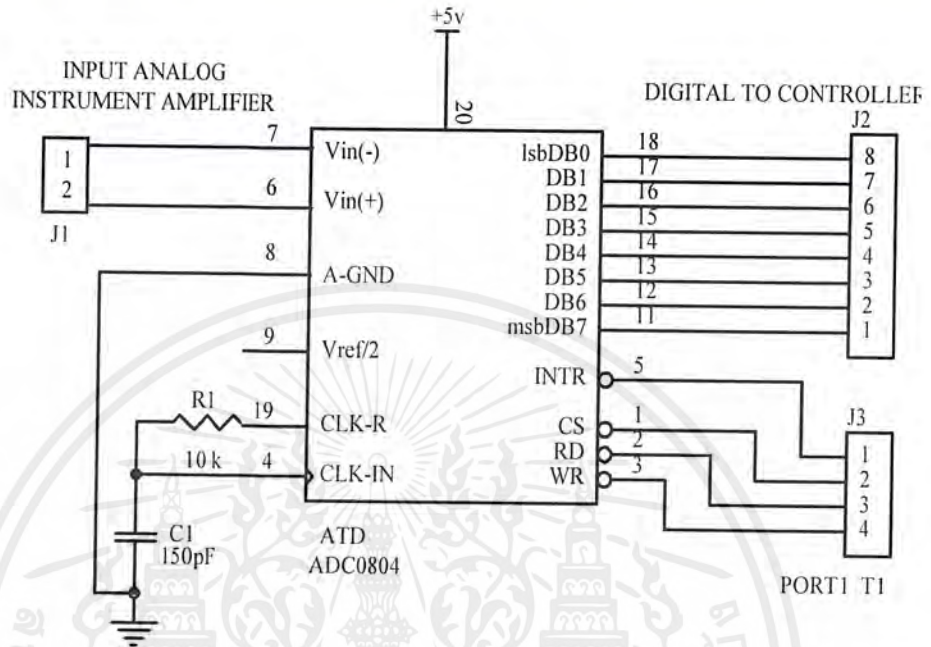 +5v
20
INPUT ANALOG
INSTRUMENT AMPLIFIER
DIGITAL TO CONTROLLER
J1
1
2
7
6
8
9
19
4
Vin(-)
Vin(+)
A-GND
Vref/2
CLK-R
CLK-IN
R1
10 k
C1
150pF
ATD
ADC0804
lsbDB0
DB1
DB2
DB3
DB4
DB5
DB6
msbDB7
INTR
CS
RD
WR
18
17
16
15
14
13
12
11
5
1
2
3
J2
8
7
6
5
4
3
2
1
J3
1
2
3
4
PORT1 T1